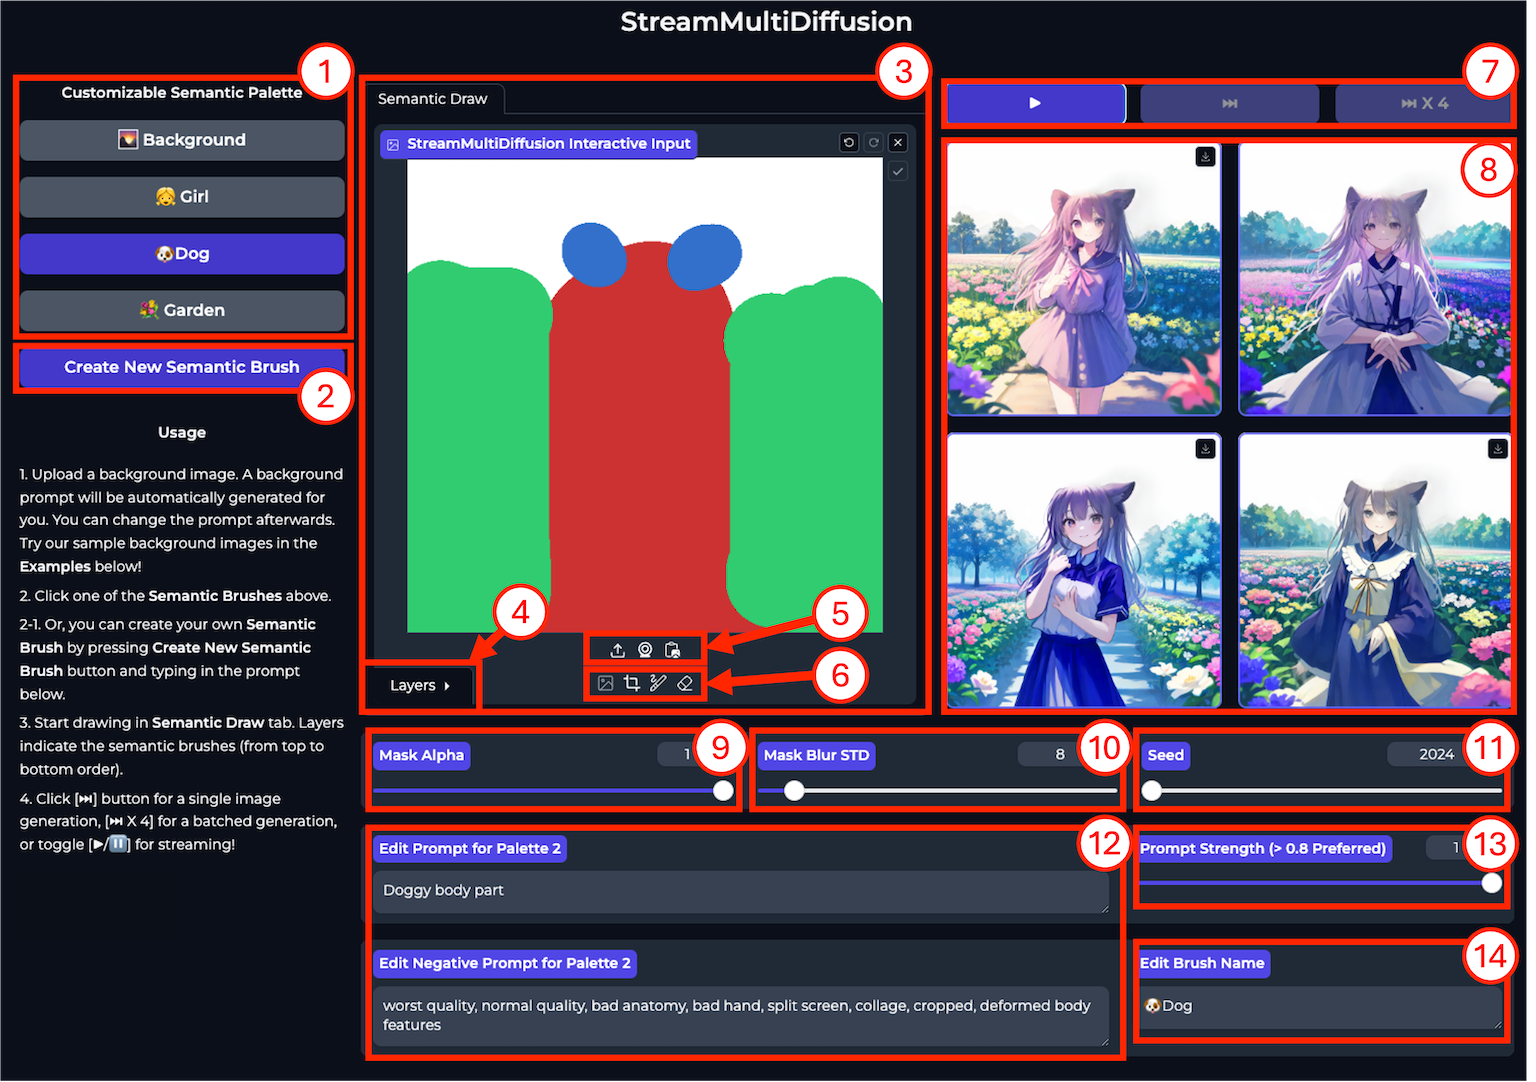 StreamMultiDiffusion
1
Customizable Semantic Palette
Background
Girl
Dog
Garden
Create New Semantic Brush
2
Usage
1. Upload a background image. A background
prompt will be automatically generated for
you. You can change the prompt afterwards.
Try our sample background images in the
Examples below!
2. Click one of the Semantic Brushes above.
2-1. Or, you can create your own Semantic
Brush by pressing Create New Semantic
Brush button and typing in the prompt
below.
3. Start drawing in Semantic Draw tab. Layers
indicate the semantic brushes (from top to
bottom order).
4. Click [⏭] button for a single image
generation, [⏭ X 4] for a batched generation,
or toggle [▶/⏸] for streaming!
3
Semantic Draw
StreamMultiDiffusion Interactive Input
4
5
6
Layers
7
X 4
8
Mask Alpha
1
9
Mask Blur STD
8
10
Seed
2024
11
Edit Prompt for Palette 2
12
Doggy body part
Prompt Strength (> 0.8 Preferred)
1
13
Edit Negative Prompt for Palette 2
worst quality, normal quality, bad anatomy, bad hand, split screen, collage, cropped, deformed body
features
Edit Brush Name
14
Dog